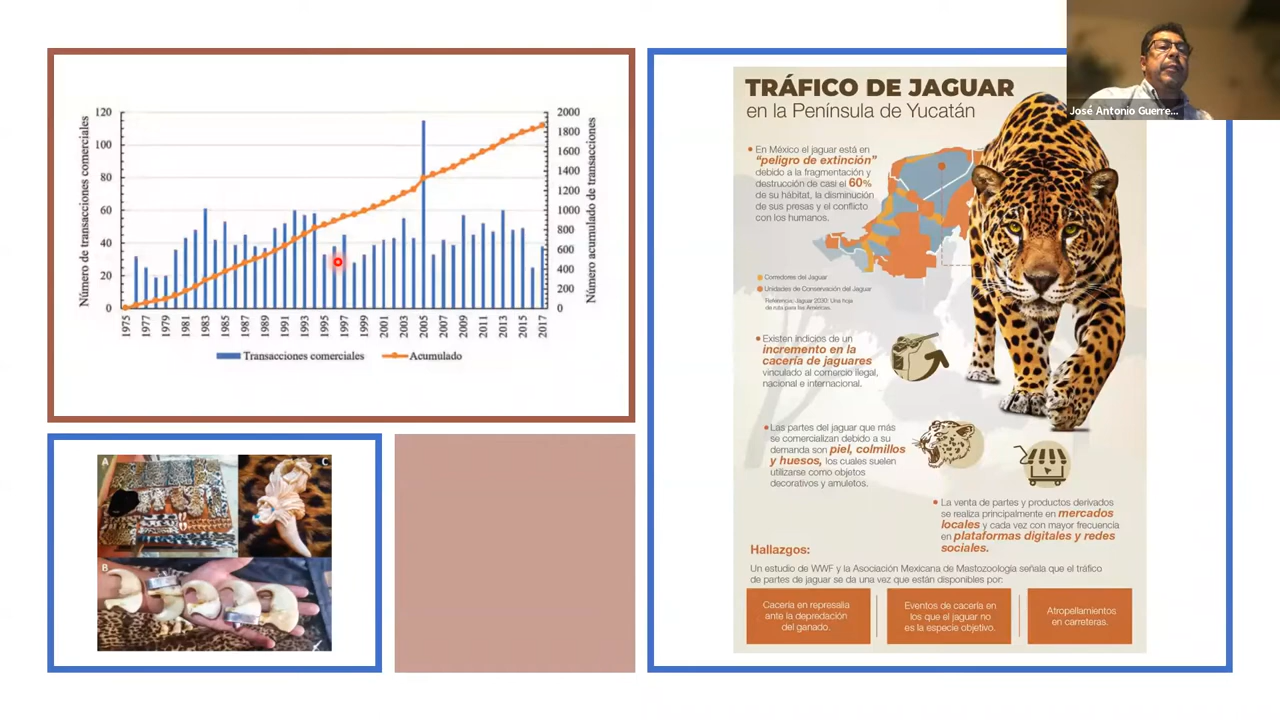 120
100
80
60
40
20
0
2000
1800
1600
1400
1200
1000
800
600
400
200
0
Número de transacciones comerciales
Número acumulado de transacciones
1975
1977
1979
1981
1983
1985
1987
1989
1991
1993
1995
1997
1999
2001
2003
2005
2007
2009
2011
2013
2015
2017
Transacciones comerciales
Acumulado
A
C
B
TRÁFICO DE JAGUAR
en la Península de Yucatán
José Antonio Guerre...
En México el jaguar está en
“peligro de extinción”
debido a la fragmentación y
destrucción de casi el 60%
de su hábitat, la disminución
de sus presas y el conflicto
con los humanos.
Corredores del Jaguar
Unidades de Conservación del Jaguar
Referencia: Jaguar 2030: Una hoja
de ruta para las Américas.
Existen indicios de un
incremento en la
cacería de jaguares
vinculado al comercio ilegal,
nacional e internacional.
Las partes del jaguar que más
se comercializan debido a su
demanda son piel, colmillos
y huesos, los cuales suelen
utilizarse como objetos
decorativos y amuletos.
La venta de partes y productos derivados
se realiza principalmente en mercados
locales y cada vez con mayor frecuencia
en plataformas digitales y redes
sociales.
Hallazgos:
Un estudio de WWF y la Asociación Mexicana de Mastozoología señala que el tráfico
de partes de jaguar se da una vez que están disponibles por:
Cacería en represalia
ante la depredación
del ganado.
Eventos de cacería en
los que el jaguar no
es la especie objetivo.
Atropellamientos
en carreteras.